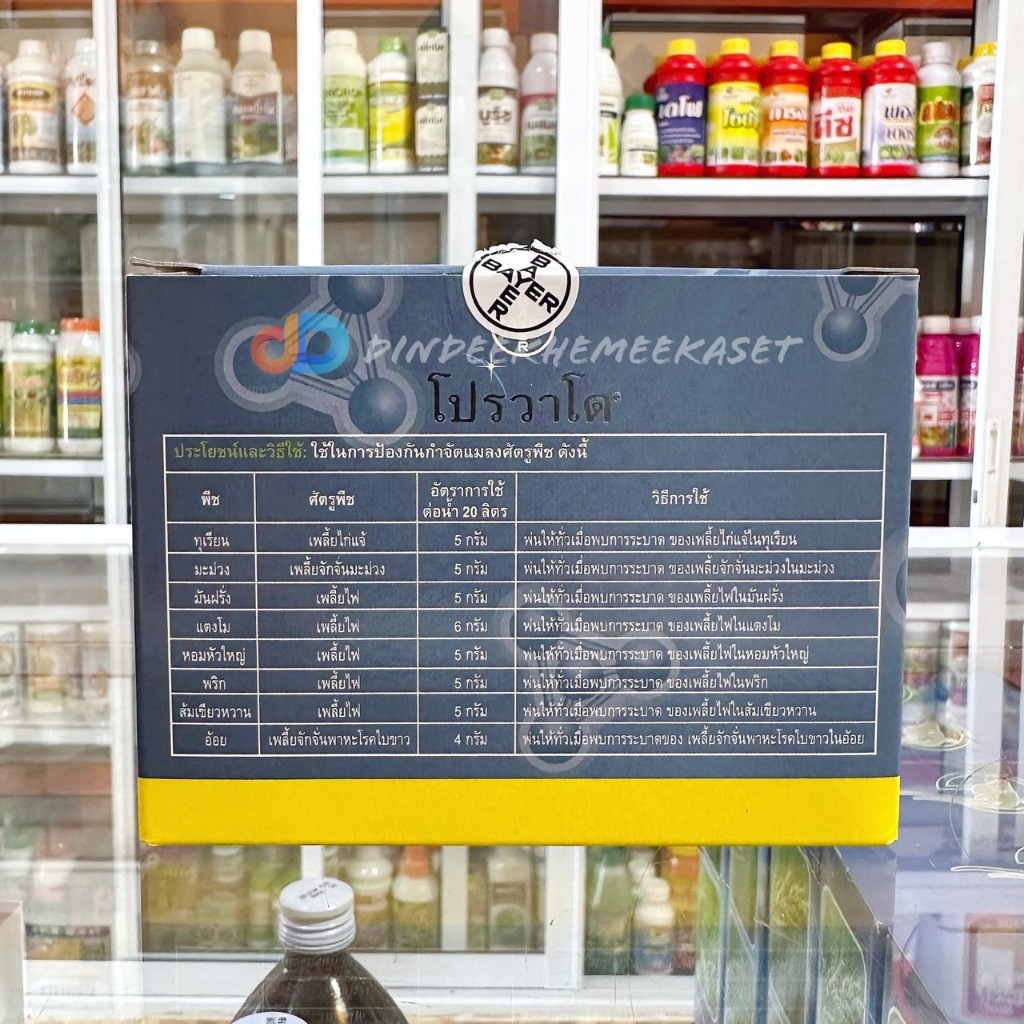 เดโฟ
พืช
BAYER
BAYER
R
DINDEE CHEMEEKASET
โปรวาโด®
ประโยชน์และวิธีใช้: ใช้ในการป้องกันกำจัดแมลงศัตรูพืช ดังนี้
พืช ศัตรูพืช อัตราการใช้ ต่อน้ำ 20 ลิตร วิธีการใช้
ทุเรียน เพลี้ยไก่แจ้ 5 กรัม พ่นให้ทั่วเมื่อพบการระบาด ของเพลี้ยไก่แจ้ในทุเรียน
มะม่วง เพลี้ยจักจั่นมะม่วง 5 กรัม พ่นให้ทั่วเมื่อพบการระบาด ของเพลี้ยจักจั่นมะม่วงในมะม่วง
มันฝรั่ง เพลี้ยไฟ 5 กรัม พ่นให้ทั่วเมื่อพบการระบาด ของเพลี้ยไฟในมันฝรั่ง
แตงโม เพลี้ยไฟ 6 กรัม พ่นให้ทั่วเมื่อพบการระบาด ของเพลี้ยไฟในแตงโม
หอมหัวใหญ่ เพลี้ยไฟ 5 กรัม พ่นให้ทั่วเมื่อพบการระบาด ของเพลี้ยไฟในหอมหัวใหญ่
พริก เพลี้ยไฟ 5 กรัม พ่นให้ทั่วเมื่อพบการระบาด ของเพลี้ยไฟในพริก
ส้มเขียวหวาน เพลี้ยไฟ 5 กรัม พ่นให้ทั่วเมื่อพบการระบาด ของเพลี้ยไฟในส้มเขียวหวาน
อ้อย เพลี้ยจักจั่นพาหะโรคใบขาว 4 กรัม พ่นให้ทั่วเมื่อพบการระบาดของ เพลี้ยจักจั่นพาหะโรคใบขาวในอ้อย